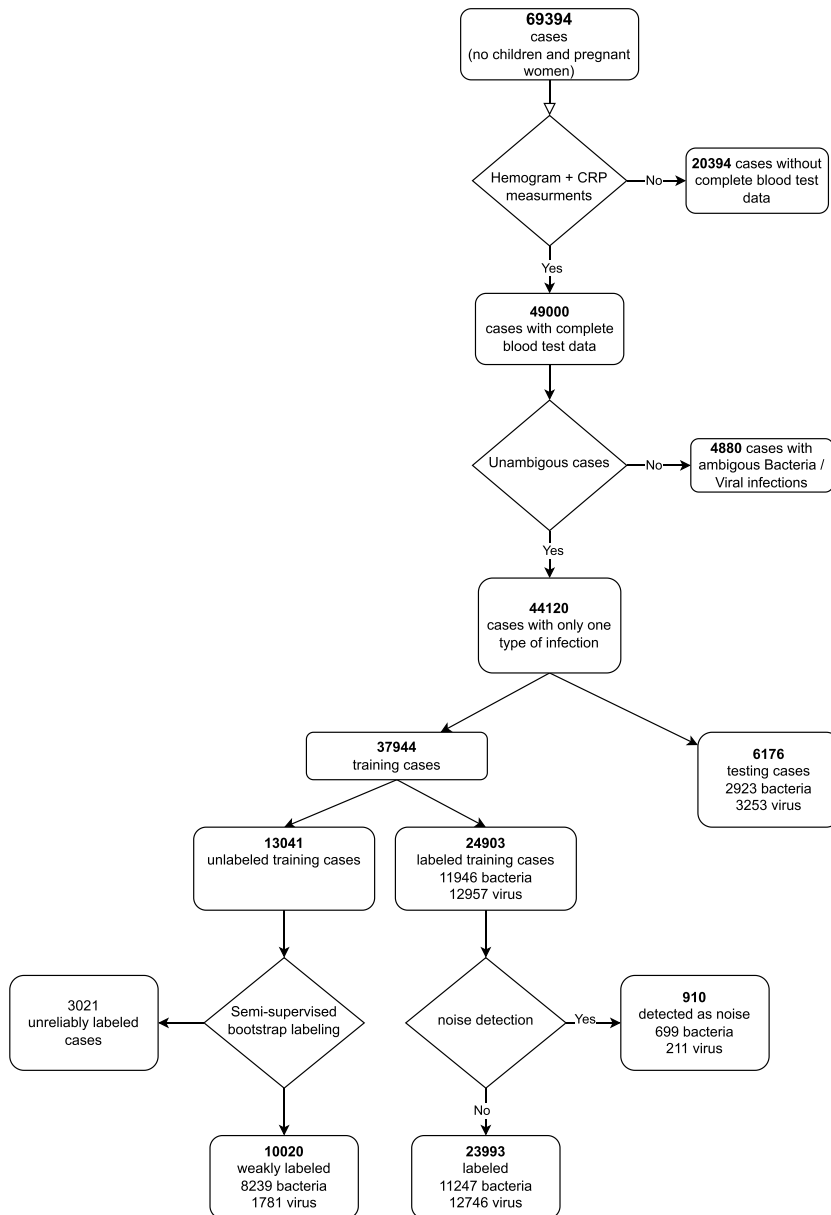 69394
cases
(no children and pregnant
women)
Hemogram + CRP
measurments
No
20394 cases without
complete blood test
data
Yes
49000
cases with complete
blood test data
Unambigous cases
No
4880 cases with
ambigous Bacteria /
Viral infections
Yes
44120
cases with only one
type of infection
37944
training cases
6176
testing cases
2923 bacteria
3253 virus
13041
unlabeled training cases
24903
labeled training cases
11946 bacteria
12957 virus
3021
unreliably labeled
cases
Semi-supervised
bootstrap labeling
noise detection
Yes
910
detected as noise
699 bacteria
211 virus
No
10020
weakly labeled
8239 bacteria
1781 virus
23993
labeled
11247 bacteria
12746 virus